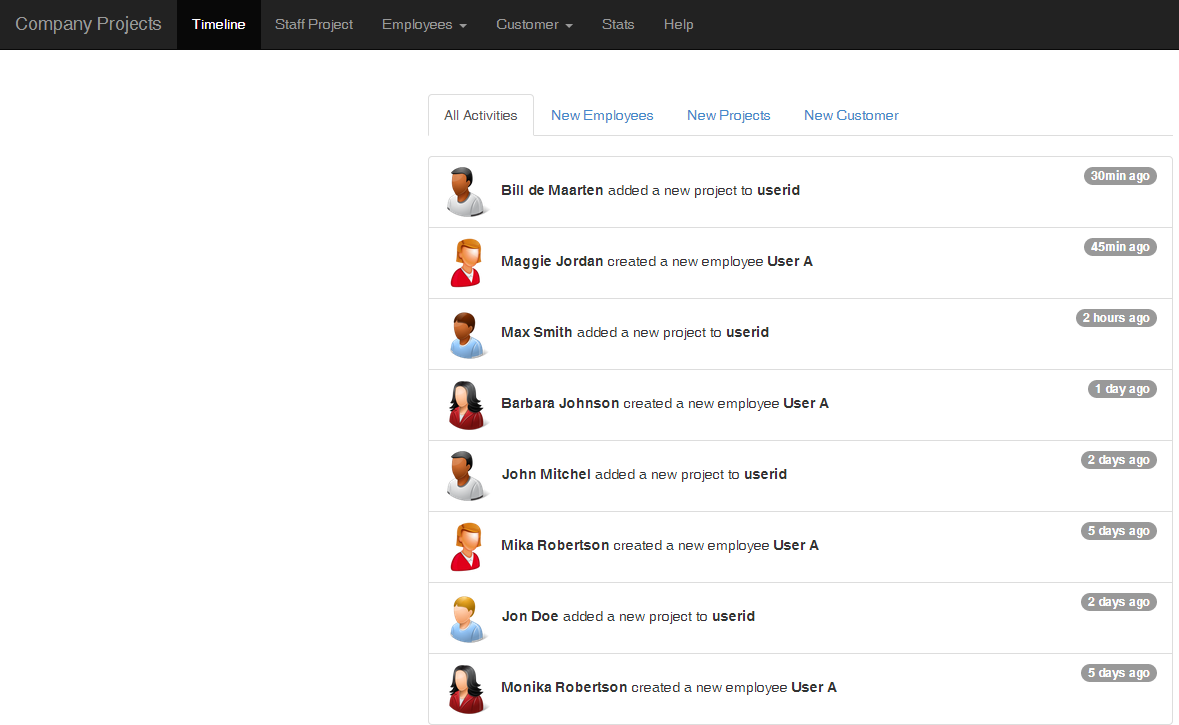 Company Projects Timeline Staff Project Employees Customer Stats Help
All Activities New Employees New Projects New Customer
Bill de Maarten added a new project to userid 30min ago
Maggie Jordan created a new employee User A 45min ago
Max Smith added a new project to userid 2 hours ago
Barbara Johnson created a new employee User A 1 day ago
John Mitchel added a new project to userid 2 days ago
Mika Robertson created a new employee User A 5 days ago
Jon Doe added a new project to userid 2 days ago
Monika Robertson created a new employee User A 5 days ago